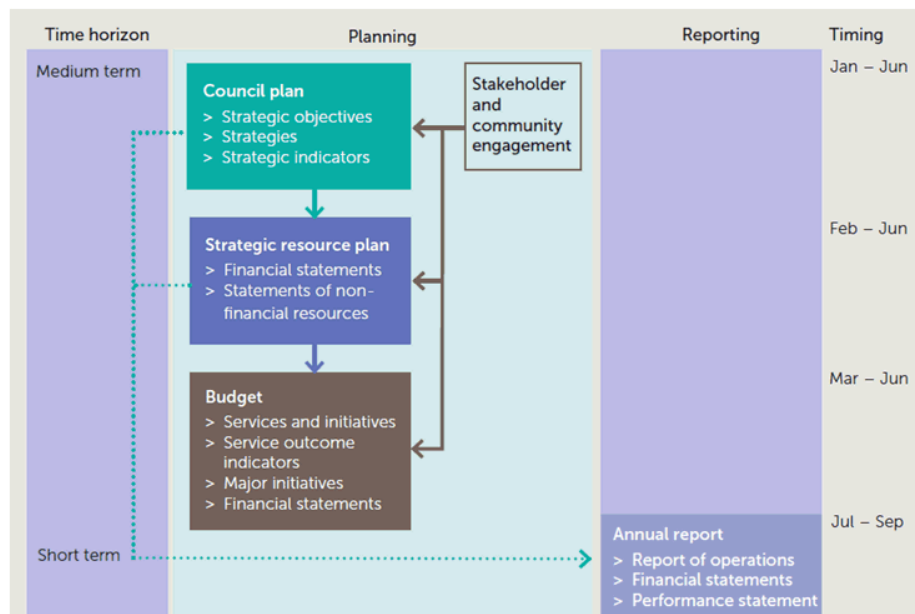 Time horizon
Planning
Reporting
Timing
Medium term
Jan – Jun
Council plan
> Strategic objectives
> Strategies
> Strategic indicators
Stakeholder
and
community
engagement
Feb – Jun
Strategic resource plan
> Financial statements
> Statements of non-
financial resources
Mar – Jun
Budget
> Services and initiatives
> Service outcome
indicators
> Major initiatives
> Financial statements
Jul – Sep
Short term
Annual report
> Report of operations
> Financial statements
> Performance statement